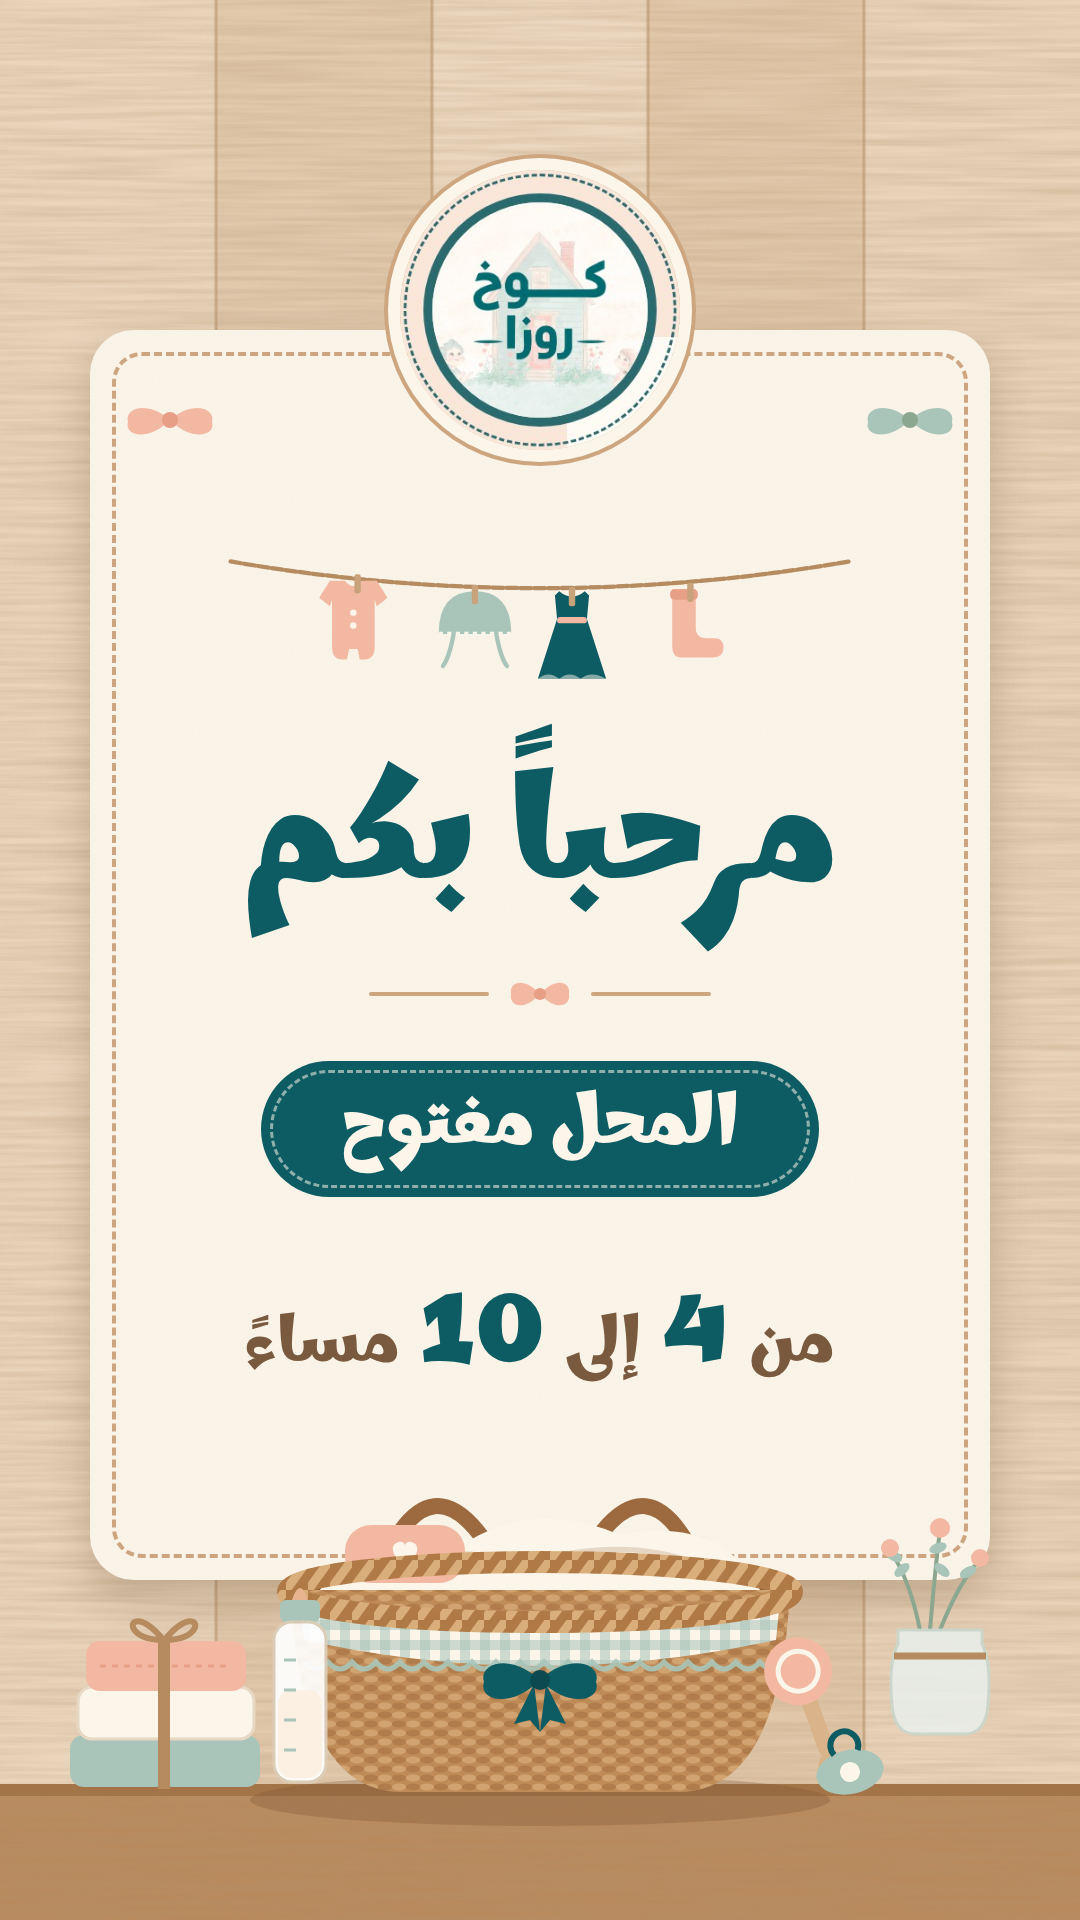 كوخ
روزا
مرحباً بكم
المحل مفتوح
من 4 إلى 10 مساءً